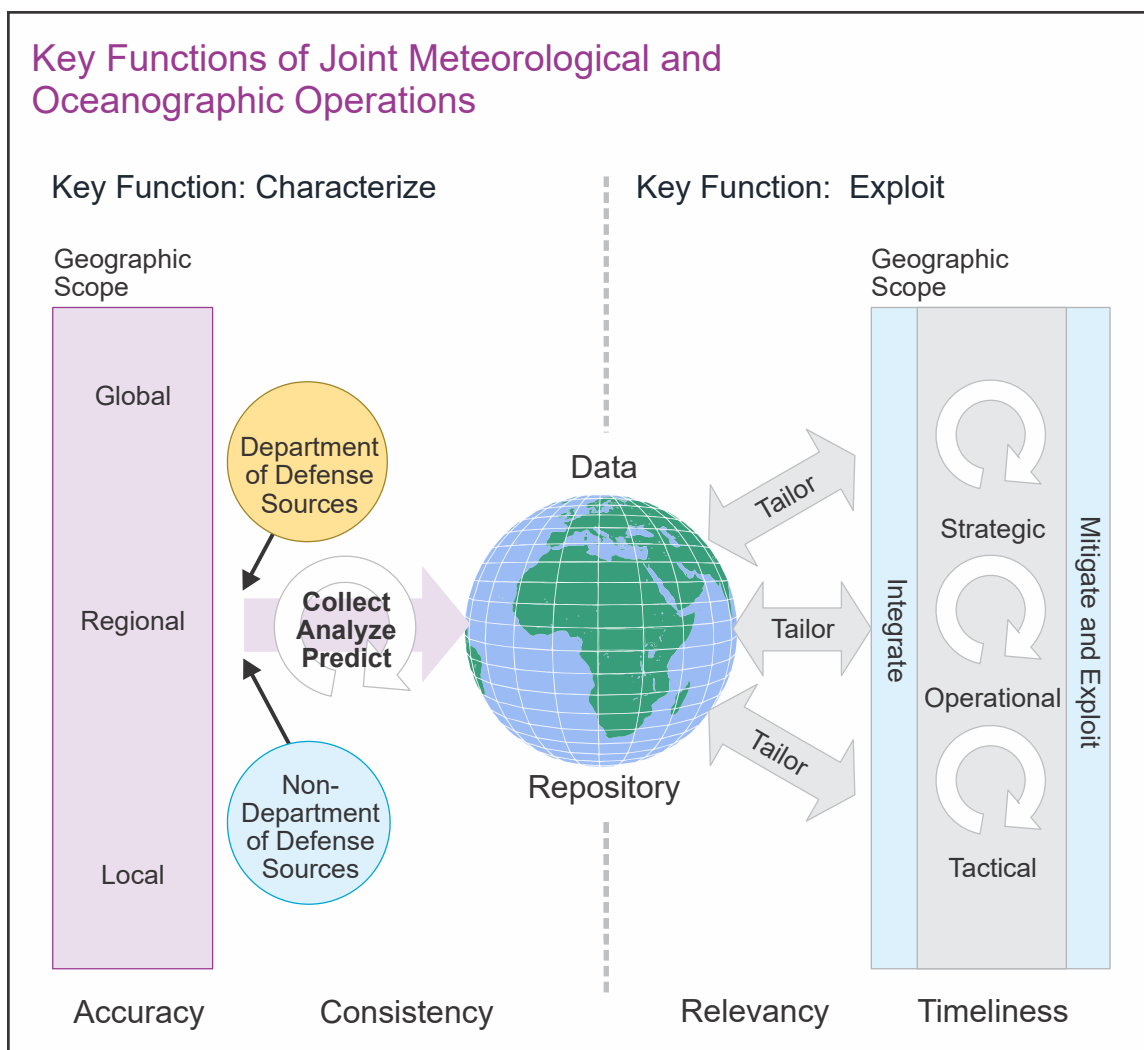 Key Functions of Joint Meteorological and
Oceanographic Operations
Key Function: Characterize
Key Function:  Exploit
Geographic
Scope
Global
Regional
Local
Department
of Defense
Sources
Collect
Analyze
Predict
Non-
Department
of Defense
Sources
Data
Repository
Tailor
Tailor
Tailor
Geographic
Scope
Integrate
Strategic
Operational
Tactical
Mitigate and Exploit
Accuracy
Consistency
Relevancy
Timeliness